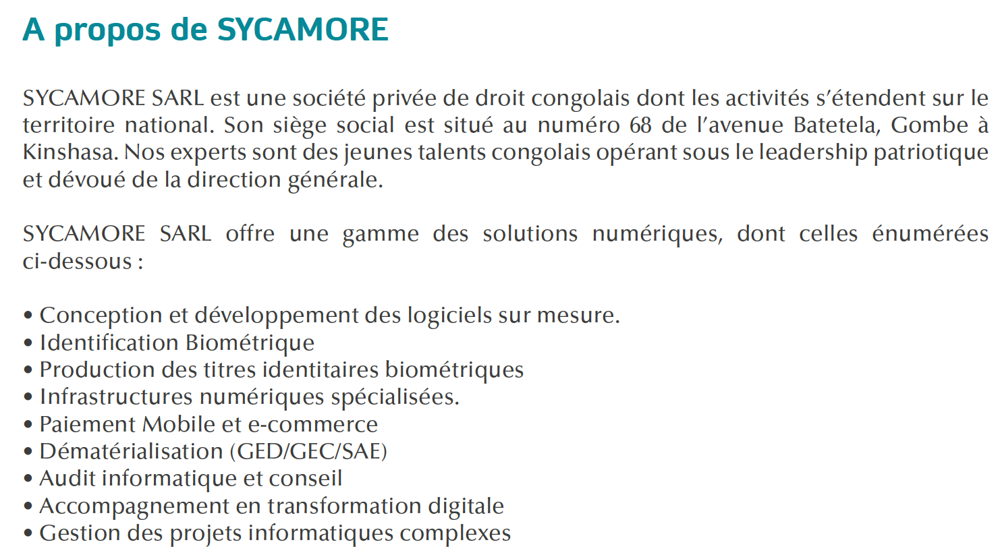 A propos de SYCAMORE
SYCAMORE SARL est une société privée de droit congolais dont les activités s’étendent sur le
territoire national. Son siège social est situé au numéro 68 de l’avenue Batetela, Gombe à
Kinshasa. Nos experts sont des jeunes talents congolais opérant sous le leadership patriotique
et dévoué de la direction générale.
SYCAMORE SARL offre une gamme des solutions numériques, dont celles énumérées
ci-dessous :
• Conception et développement des logiciels sur mesure.
• Identification Biométrique
• Production des titres identitaires biométriques
• Infrastructures numériques spécialisées.
• Paiement Mobile et e-commerce
• Dématérialisation (GED/GEC/SAE)
• Audit informatique et conseil
• Accompagnement en transformation digitale
• Gestion des projets informatiques complexes